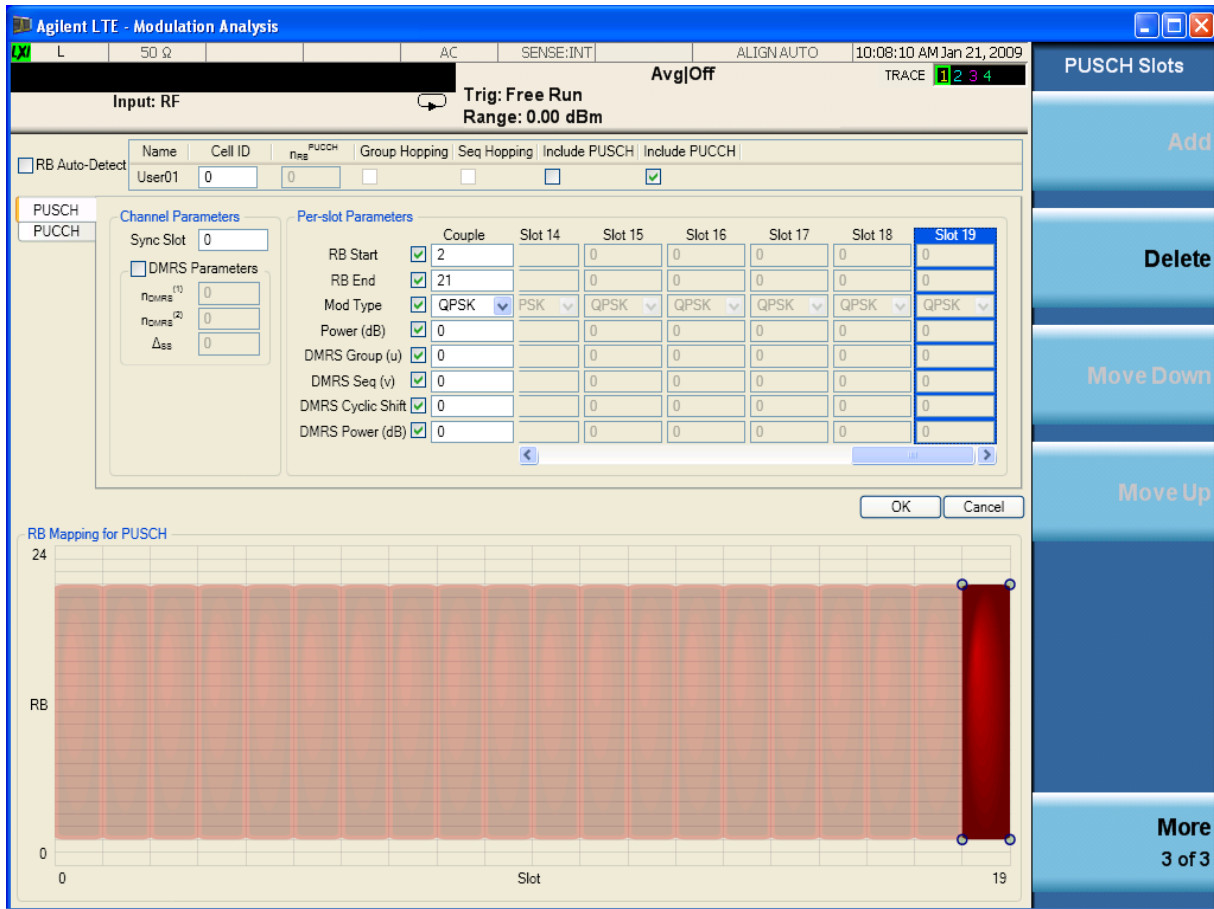 Agilent LTE - Modulation Analysis
LXI L 50 Ω AC SENSE:INT ALIGN AUTO 10:08:10 AM Jan 21, 2009
Avg|Off TRACE 1 2 3 4
Input: RF Trig: Free Run
Range: 0.00 dBm
PUSCH Slots
Add
Delete
Move Down
Move Up
More
3 of 3
RB Auto-Detect
Name Cell ID nRB PUCCH Group Hopping Seq Hopping Include PUSCH Include PUCCH
User01 0 0
PUSCH
PUCCH
Channel Parameters
Sync Slot 0
DMRS Parameters
nDMRS(1) 0
nDMRS(2) 0
Δss 0
Per-slot Parameters
Couple Slot 14 Slot 15 Slot 16 Slot 17 Slot 18 Slot 19
RB Start 2 0 0 0 0 0
RB End 21 0 0 0 0 0
Mod Type QPSK PSK QPSK QPSK QPSK QPSK QPSK
Power (dB) 0 0 0 0 0 0
DMRS Group (u) 0 0 0 0 0 0
DMRS Seq (v) 0 0 0 0 0 0
DMRS Cyclic Shift 0 0 0 0 0 0
DMRS Power (dB) 0 0 0 0 0 0
OK Cancel
RB Mapping for PUSCH
24
RB
0
0 Slot 19